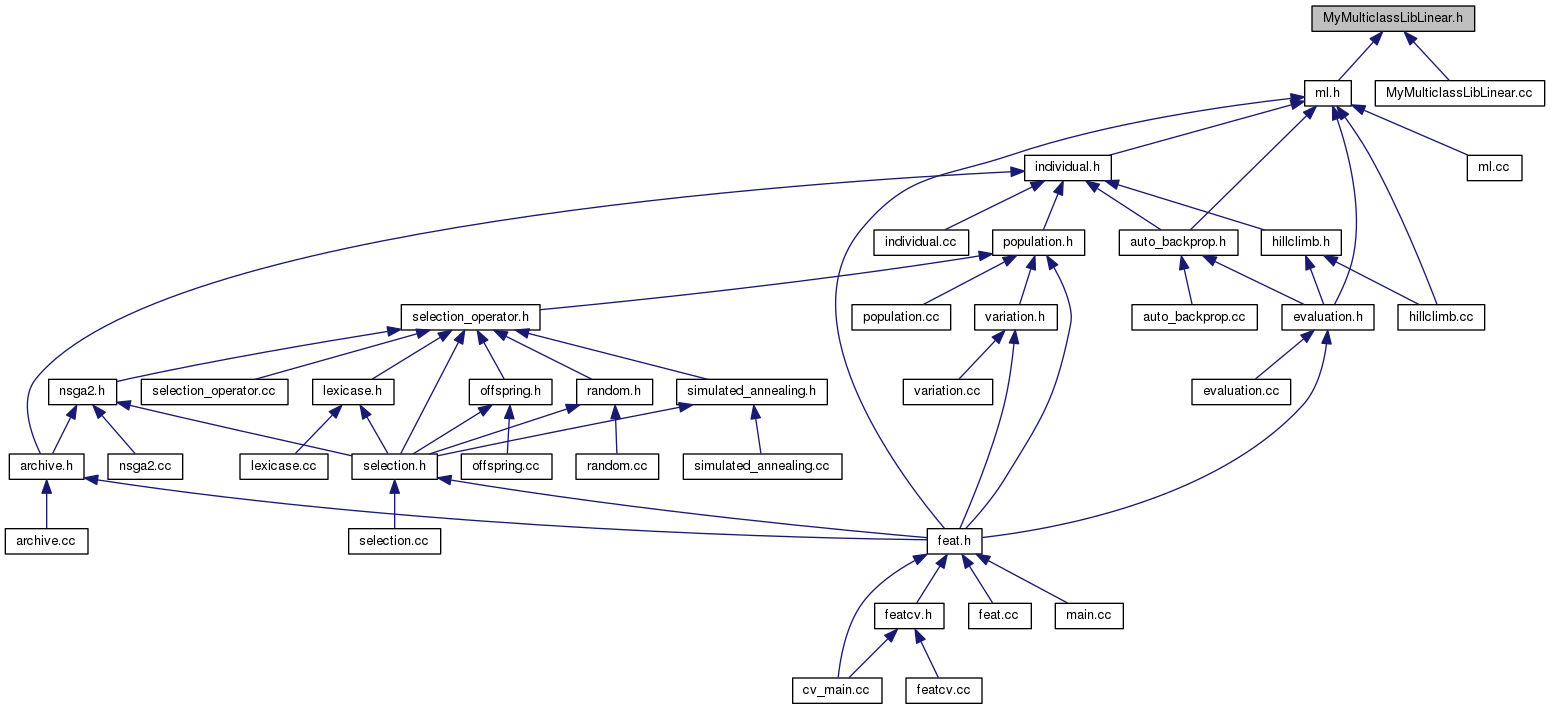 MyMulticlassLibLinear.h
ml.h
MyMulticlassLibLinear.cc
individual.h
ml.cc
individual.cc
population.h
auto_backprop.h
hillclimb.h
selection_operator.h
population.cc
variation.h
auto_backprop.cc
evaluation.h
hillclimb.cc
nsga2.h
selection_operator.cc
lexicase.h
offspring.h
random.h
simulated_annealing.h
variation.cc
evaluation.cc
archive.h
nsga2.cc
lexicase.cc
selection.h
offspring.cc
random.cc
simulated_annealing.cc
archive.cc
selection.cc
feat.h
featcv.h
feat.cc
main.cc
cv_main.cc
featcv.cc